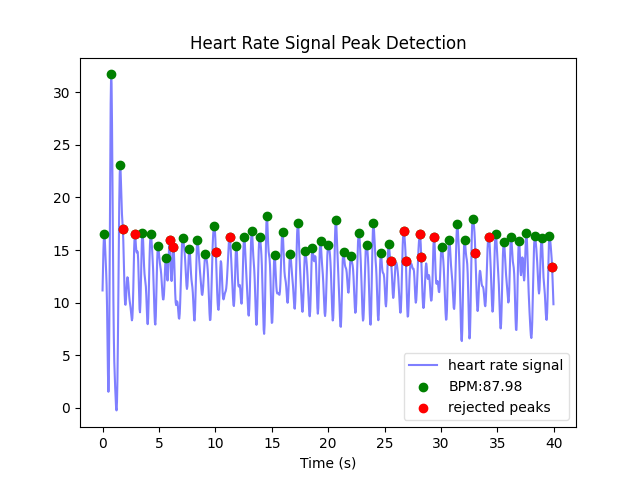 Heart Rate Signal Peak Detection
30
25
20
15
10
5
0
heart rate signal
BPM:87.98
rejected peaks
0 5 10 15 20 25 30 35 40
Time (s)